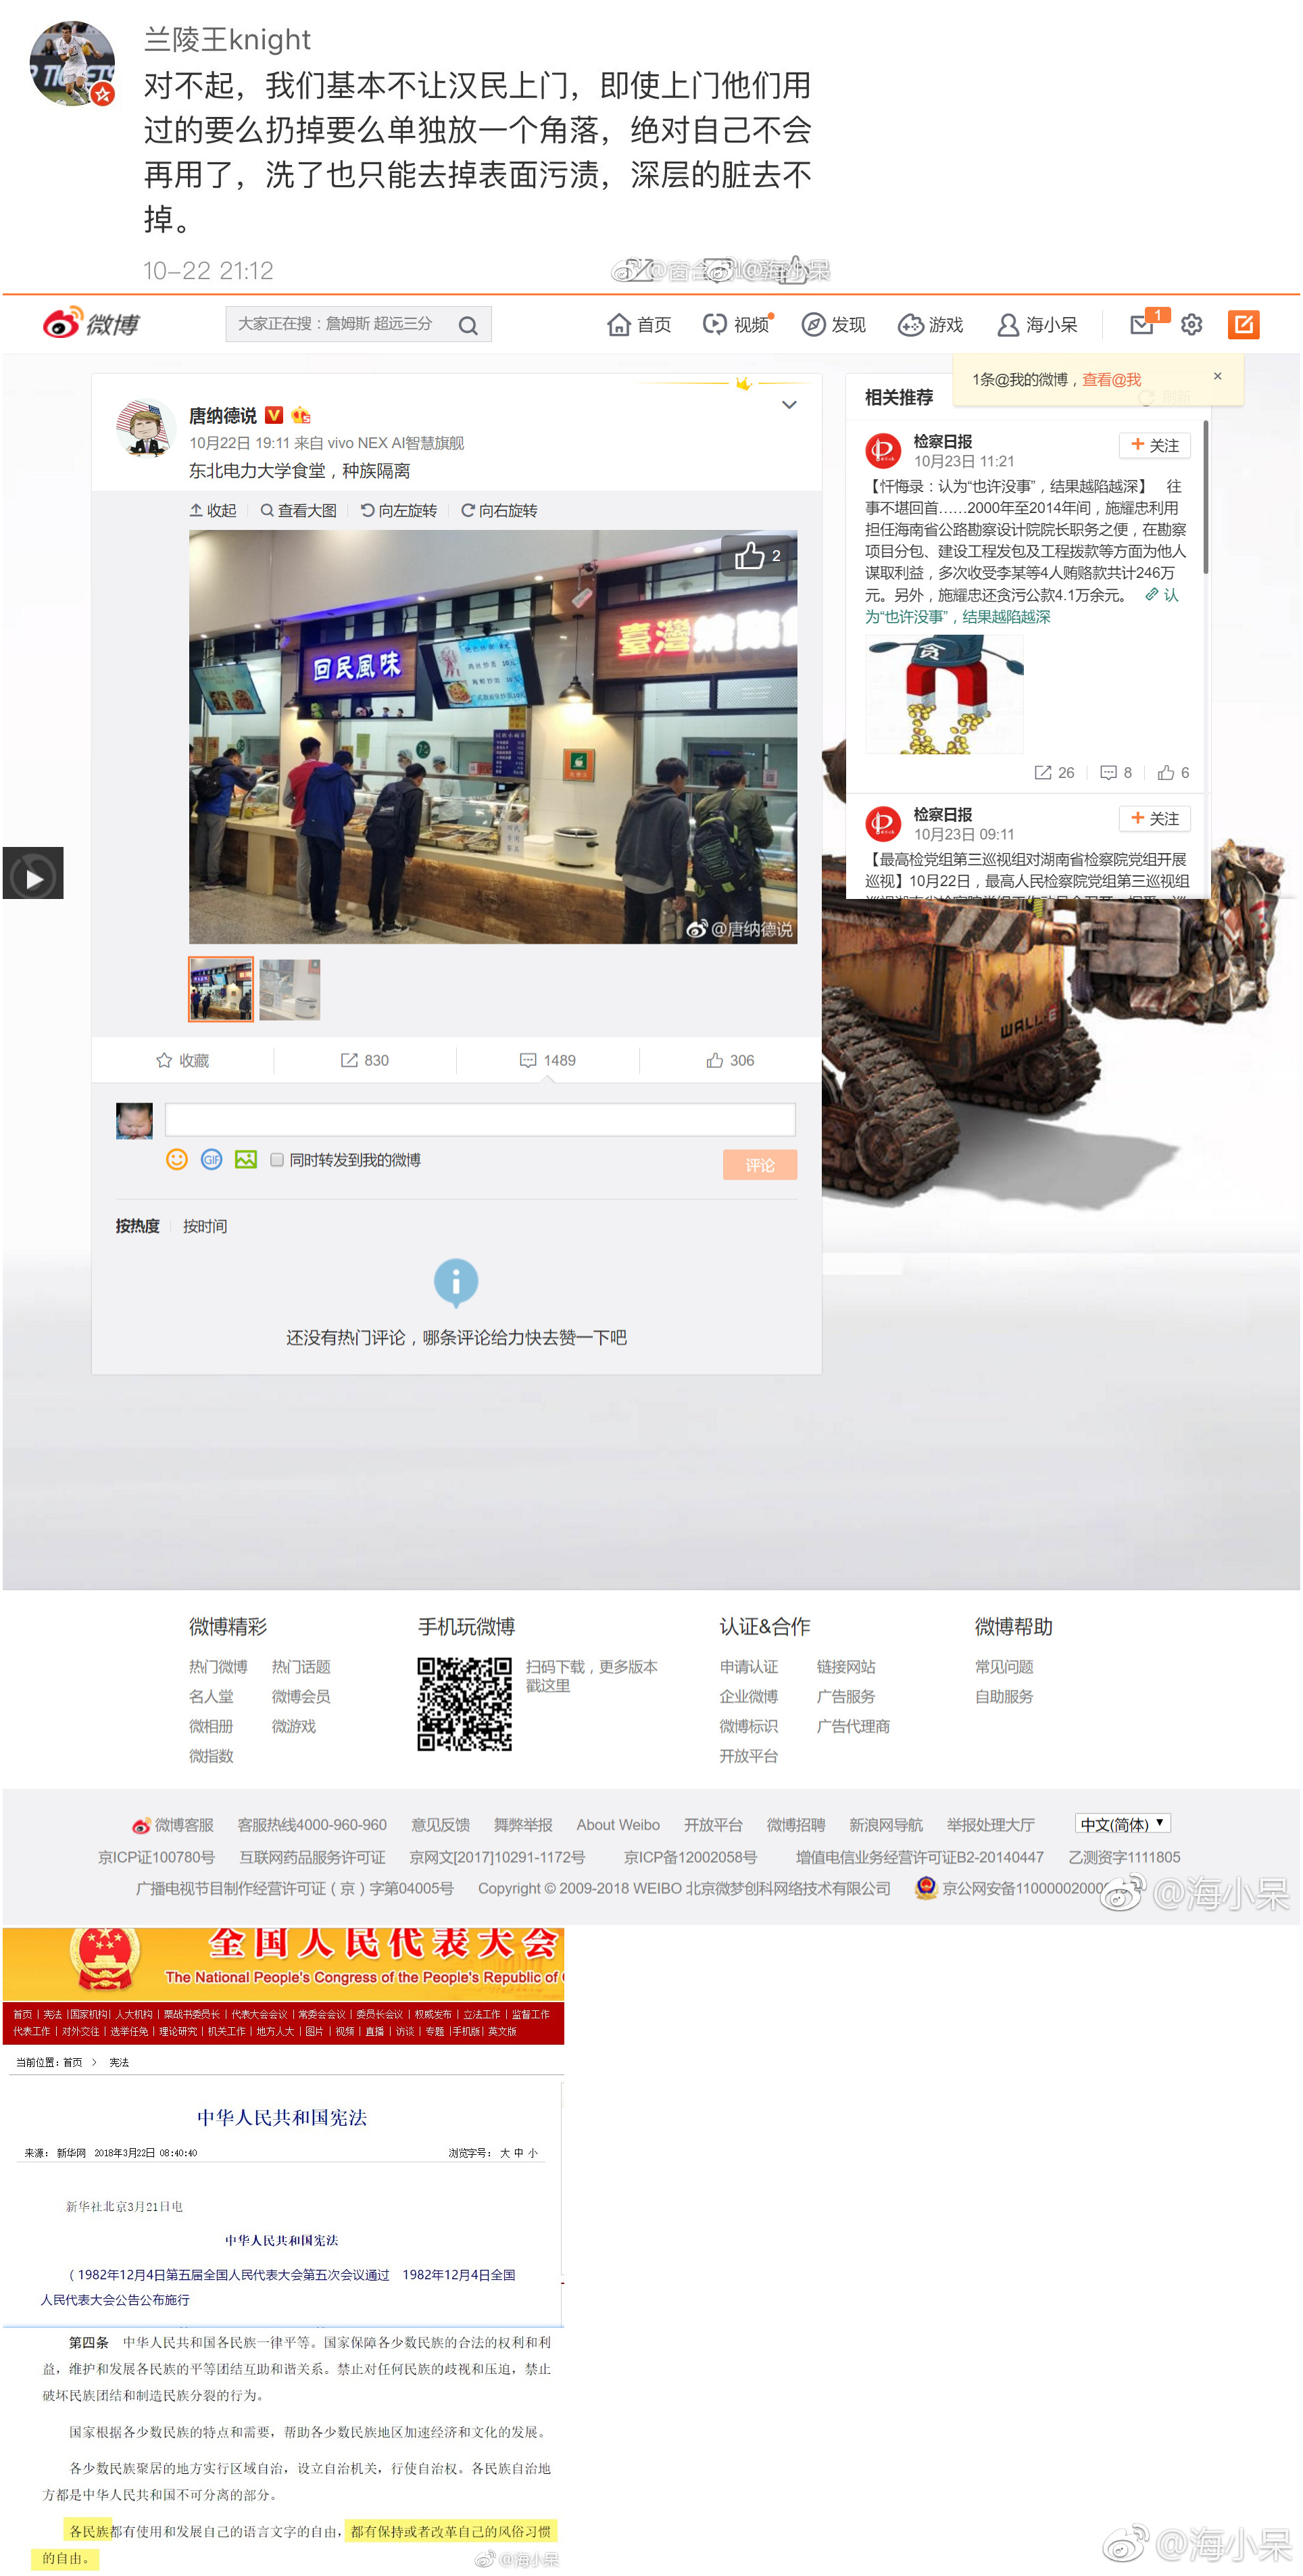 兰陵王knight
对不起，我们基本不让汉民上门，即使上门他们用
过的要么扔掉要么单独放一个角落，绝对自己不会
再用了，洗了也只能去掉表面污渍，深层的脏去不
掉。
10-22 21:12
@海小呆
微博
大家正在搜：詹姆斯 超远三分
首页
视频
发现
游戏
海小呆
1
1条@我的微博，查看@我
×
唐纳德说
10月22日 19:11 来自 vivo NEX AI智慧旗舰
东北电力大学食堂，种族隔离
收起
查看大图
向左旋转
向右旋转
2
回民風味
臺灣
@唐纳德说
收藏
830
1489
306
GIF
同时转发到我的微博
评论
按热度
按时间
还没有热门评论，哪条评论给力快去赞一下吧
相关推荐
刷新
检察日报
+ 关注
10月23日 11:21
【忏悔录：认为“也许没事”，结果越陷越深】 往
事不堪回首……2000年至2014年间，施耀忠利用
担任海南省公路勘察设计院院长职务之便，在勘察
项目分包、建设工程发包及工程拨款等方面为他人
谋取利益，多次收受李某等4人贿赂款共计246万
元。另外，施耀忠还贪污公款4.1万余元。 认
为“也许没事”，结果越陷越深
贪
26
8
6
检察日报
+ 关注
10月23日 09:11
【最高检党组第三巡视组对湖南省检察院党组开展
巡视】10月22日，最高人民检察院党组第三巡视组
WALL·E
微博精彩
手机玩微博
认证&合作
微博帮助
热门微博 热门话题
扫码下载，更多版本
戳这里
申请认证 链接网站
常见问题
名人堂 微博会员
企业微博 广告服务
自助服务
微相册 微游戏
微博标识 广告代理商
微指数
开放平台
微博客服 客服热线4000-960-960 意见反馈 舞弊举报 About Weibo 开放平台 微博招聘 新浪网导航 举报处理大厅 中文(简体)
京ICP证100780号 互联网药品服务许可证 京网文[2017]10291-1172号 京ICP备12002058号 增值电信业务经营许可证B2-20140447 乙测资字1111805
广播电视节目制作经营许可证（京）字第04005号 Copyright © 2009-2018 WEIBO 北京微梦创科网络技术有限公司 京公网安备11000002000
@海小呆
全国人民代表大会
The National People's Congress of the People's Republic of
首页 | 宪法 |国家机构| 人大机构 | 栗战书委员长 | 代表大会会议 | 常委会会议 | 委员长会议 | 权威发布 | 立法工作 | 监督工作
代表工作 | 对外交往 | 选举任免 | 理论研究 | 机关工作 | 地方人大 | 图片 | 视频 | 直播 | 访谈 | 专题 |手机版| 英文版
当前位置：首页 > 宪法
中华人民共和国宪法
来源： 新华网 2018年3月22日 08:40:40
浏览字号： 大 中 小
新华社北京3月21日电
中华人民共和国宪法
（1982年12月4日第五届全国人民代表大会第五次会议通过 1982年12月4日全国
人民代表大会公告公布施行
第四条 中华人民共和国各民族一律平等。国家保障各少数民族的合法的权利和利
益，维护和发展各民族的平等团结互助和谐关系。禁止对任何民族的歧视和压迫，禁止
破坏民族团结和制造民族分裂的行为。
国家根据各少数民族的特点和需要，帮助各少数民族地区加速经济和文化的发展。
各少数民族聚居的地方实行区域自治，设立自治机关，行使自治权。各民族自治地
方都是中华人民共和国不可分离的部分。
各民族都有使用和发展自己的语言文字的自由，都有保持或者改革自己的风俗习惯
的自由。
@海小呆
@海小呆